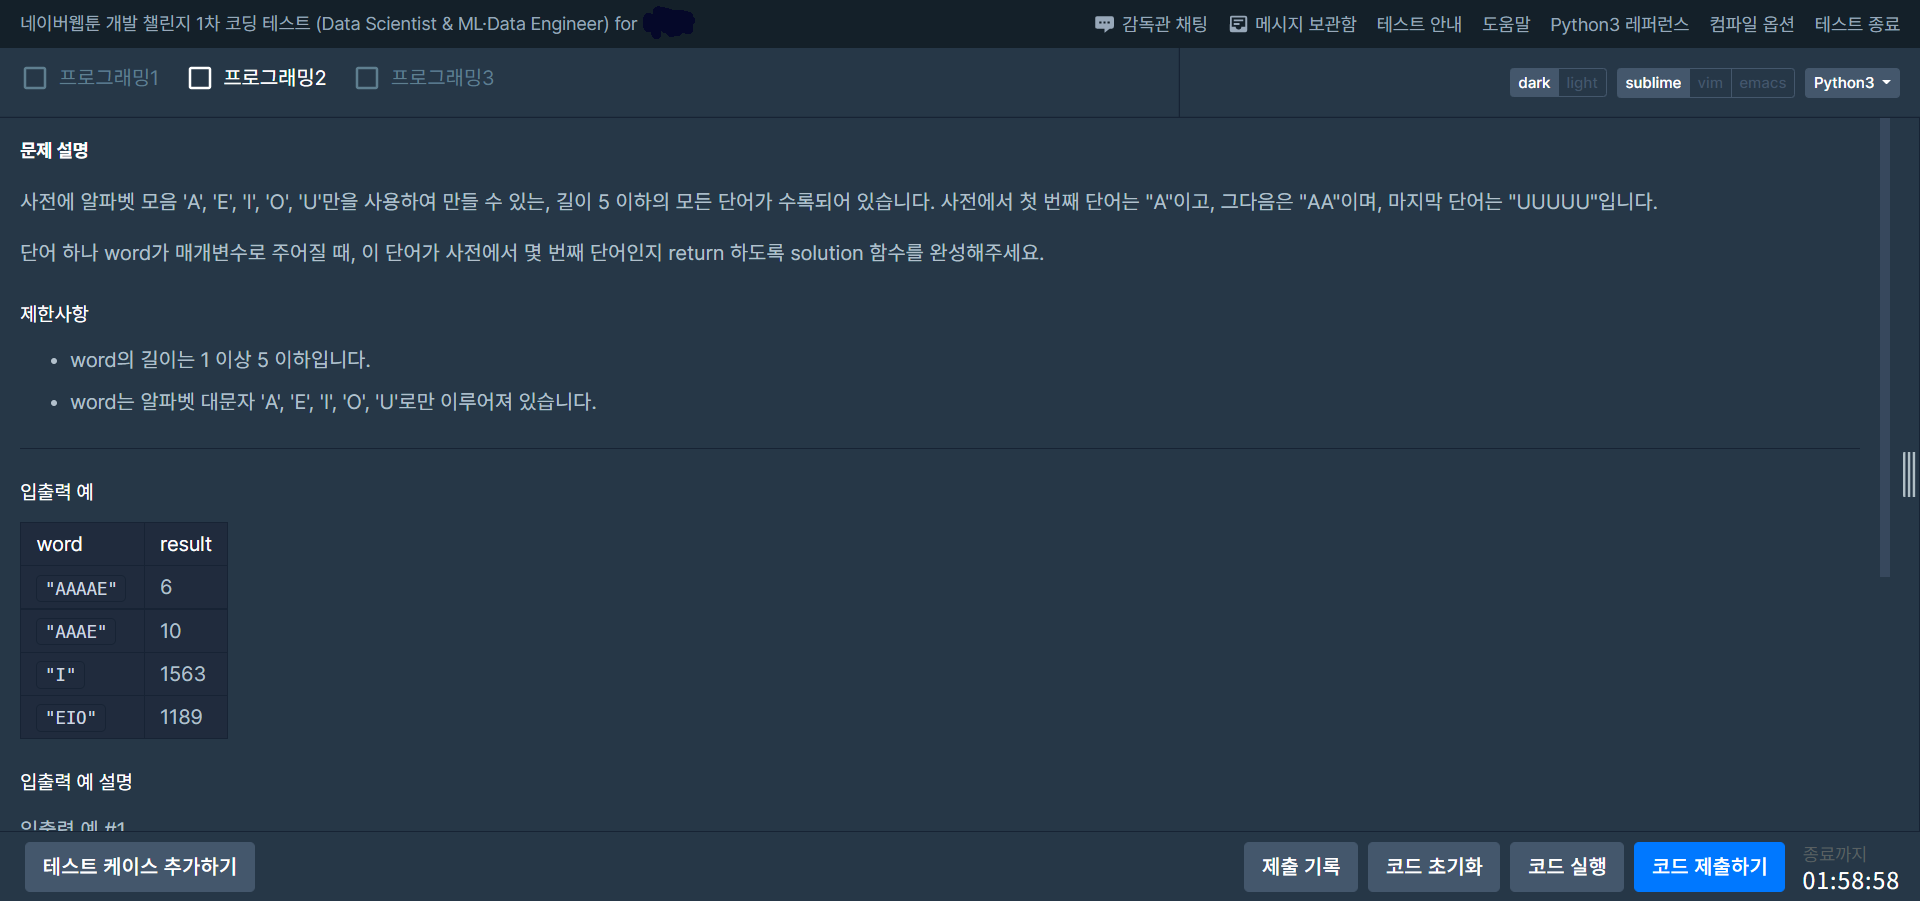 네이버웹툰 개발 챌린지 1차 코딩 테스트 (Data Scientist & ML·Data Engineer) for
감독관 채팅 메시지 보관함 테스트 안내 도움말 Python3 레퍼런스 컴파일 옵션 테스트 종료
프로그래밍1 프로그래밍2 프로그래밍3
dark light sublime vim emacs Python3
문제 설명
사전에 알파벳 모음 'A', 'E', 'I', 'O', 'U'만을 사용하여 만들 수 있는, 길이 5 이하의 모든 단어가 수록되어 있습니다. 사전에서 첫 번째 단어는 "A"이고, 그다음은 "AA"이며, 마지막 단어는 "UUUUU"입니다.
단어 하나 word가 매개변수로 주어질 때, 이 단어가 사전에서 몇 번째 단어인지 return 하도록 solution 함수를 완성해주세요.
제한사항
• word의 길이는 1 이상 5 이하입니다.
• word는 알파벳 대문자 'A', 'E', 'I', 'O', 'U'로만 이루어져 있습니다.
입출력 예
word result
"AAAAE" 6
"AAAE" 10
"I" 1563
"EIO" 1189
입출력 예 설명
입출력 예 #1
테스트 케이스 추가하기 제출 기록 코드 초기화 코드 실행 코드 제출하기
종료까지
01:58:58